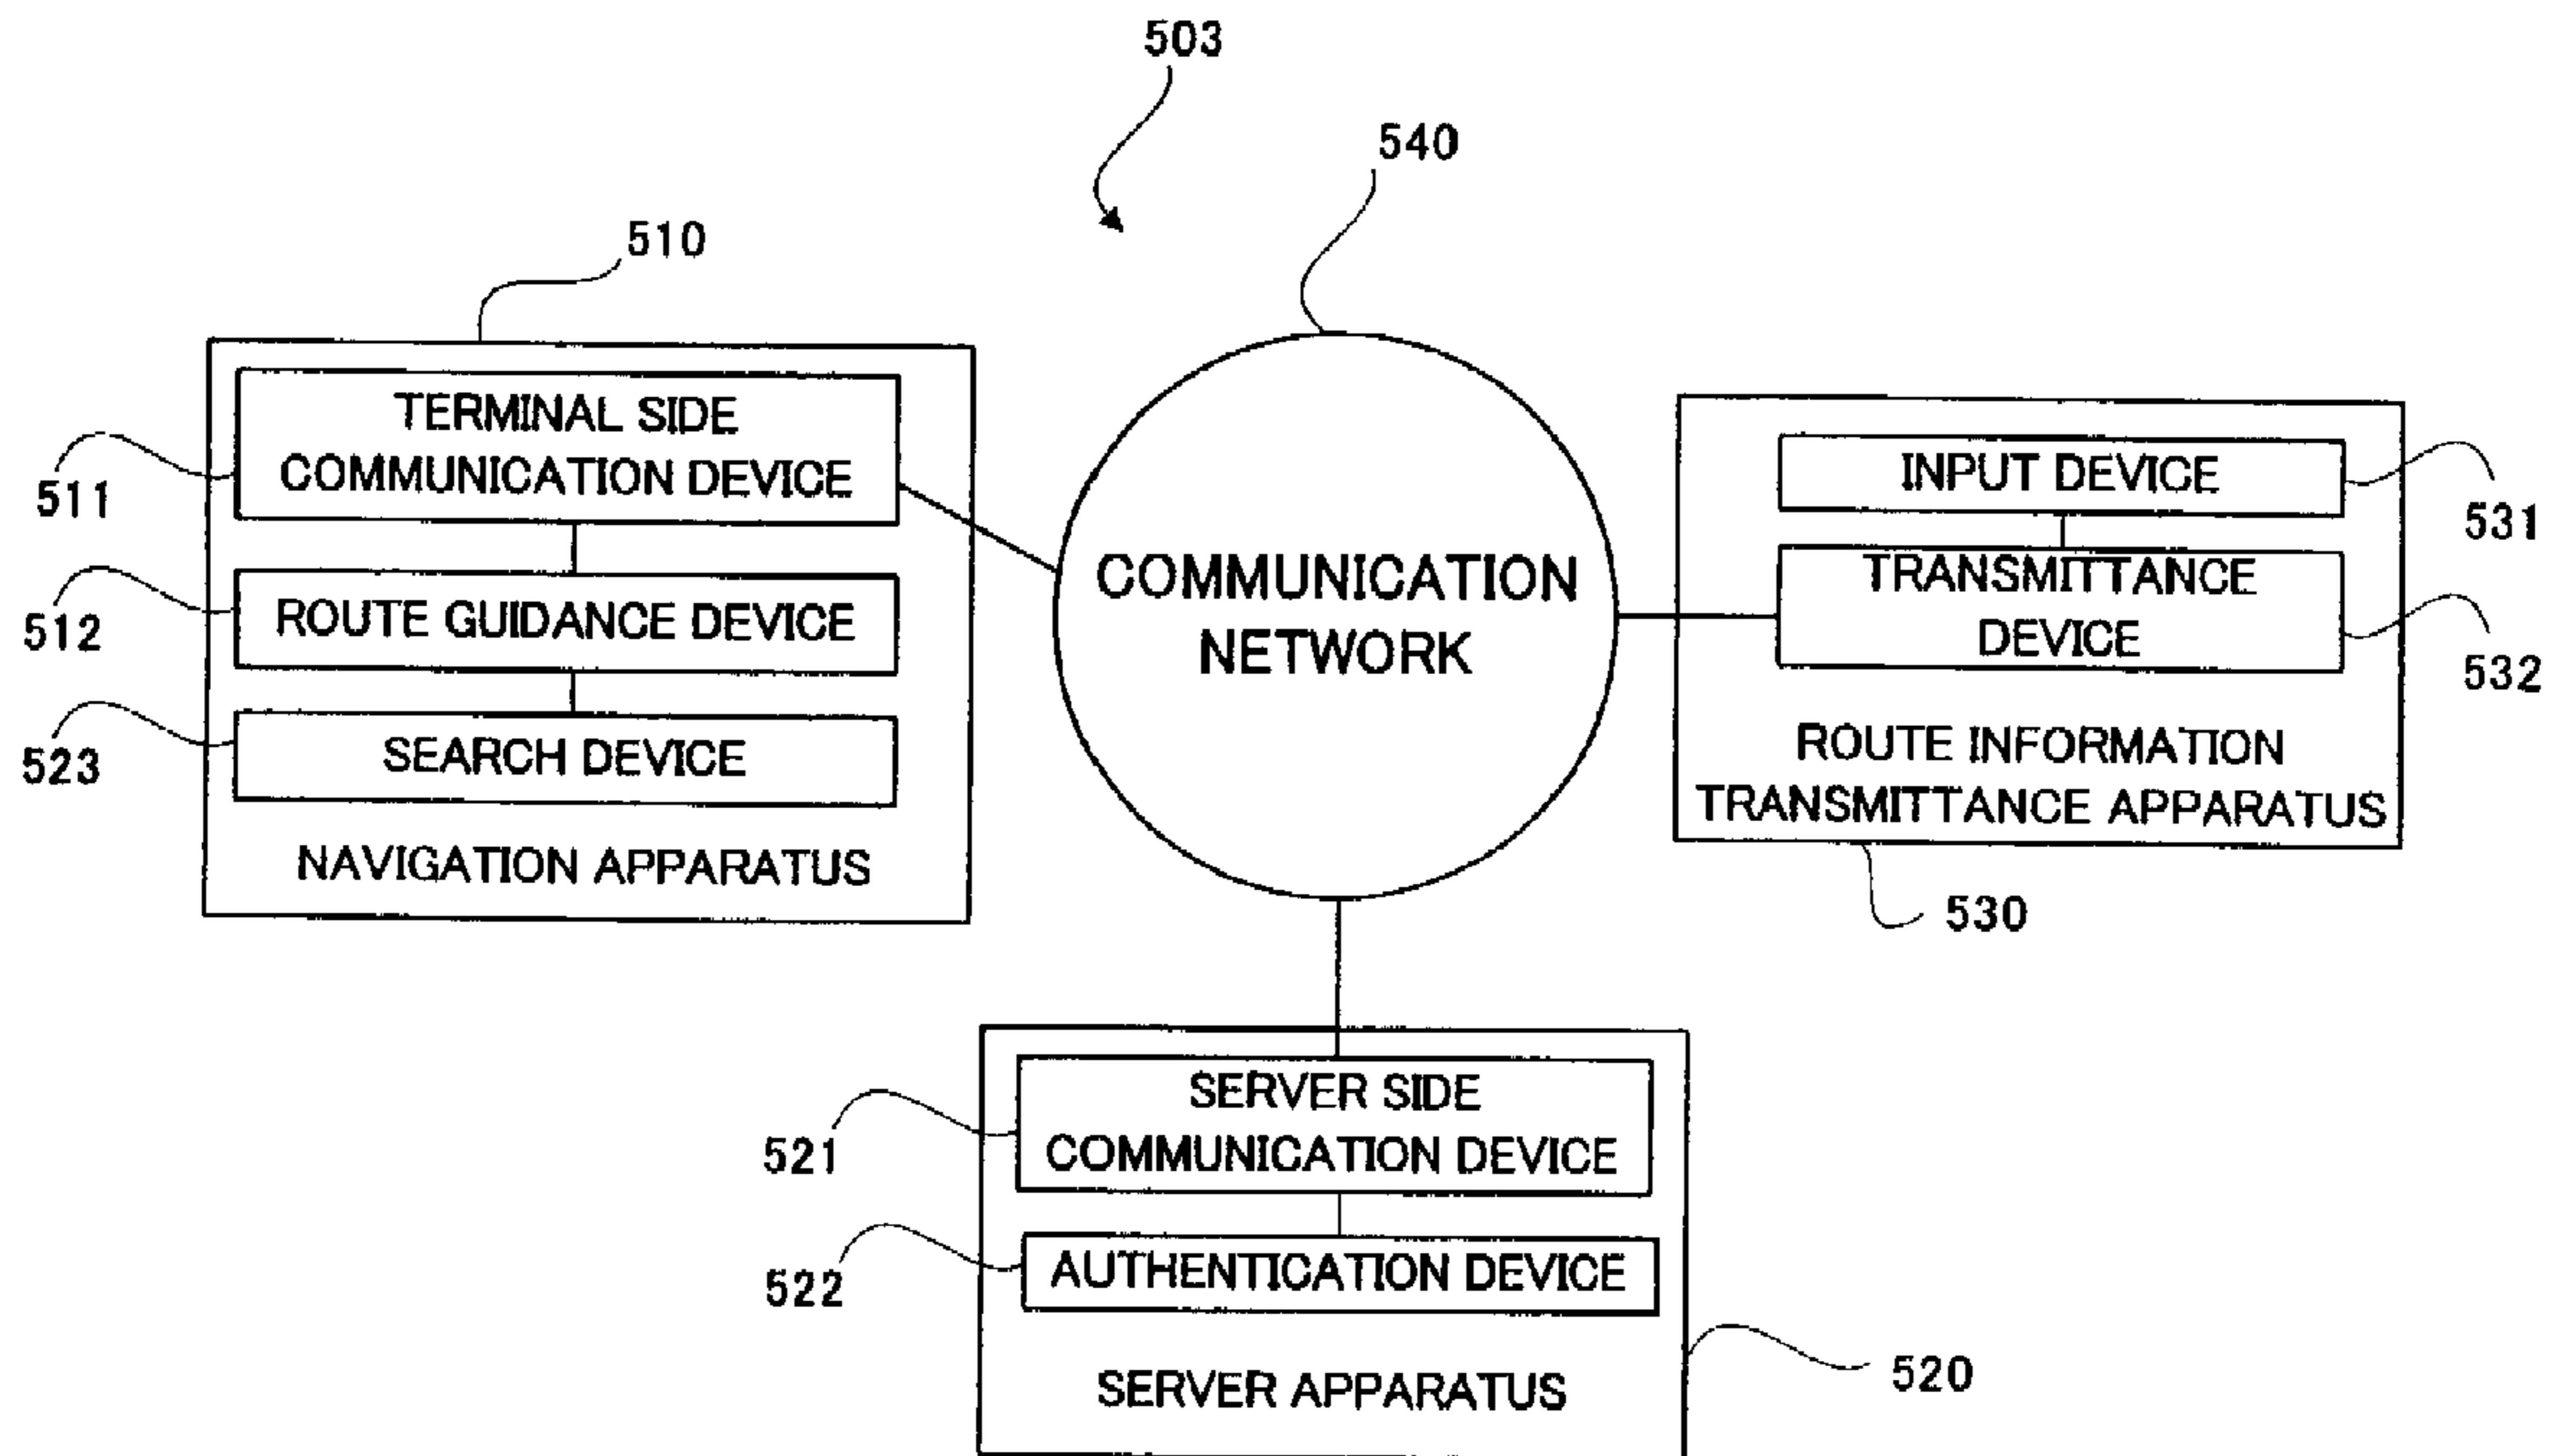 503
540
510
TERMINAL SIDE
COMMUNICATION DEVICE
511
ROUTE GUIDANCE DEVICE
512
SEARCH DEVICE
523
NAVIGATION APPARATUS
COMMUNICATION
NETWORK
INPUT DEVICE
531
TRANSMITTANCE
DEVICE
532
ROUTE INFORMATION
TRANSMITTANCE APPARATUS
530
SERVER SIDE
COMMUNICATION DEVICE
521
AUTHENTICATION DEVICE
522
SERVER APPARATUS
520